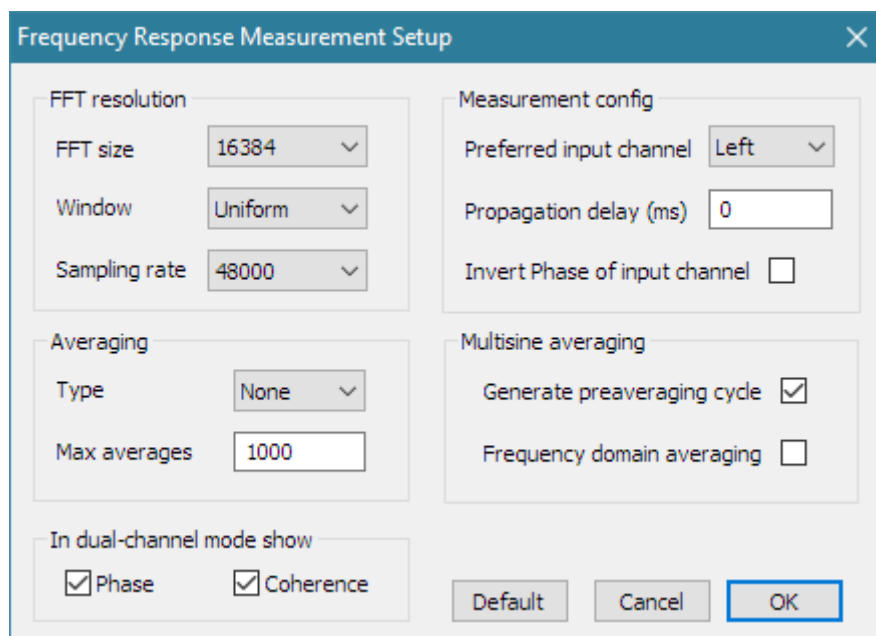 Frequency Response Measurement Setup
FFT resolution
FFT size 16384
Window Uniform
Sampling rate 48000
Measurement config
Preferred input channel Left
Propagation delay (ms) 0
Invert Phase of input channel
Averaging
Type None
Max averages 1000
Multisine averaging
Generate preaveraging cycle
Frequency domain averaging
In dual-channel mode show
Phase Coherence
Default Cancel OK